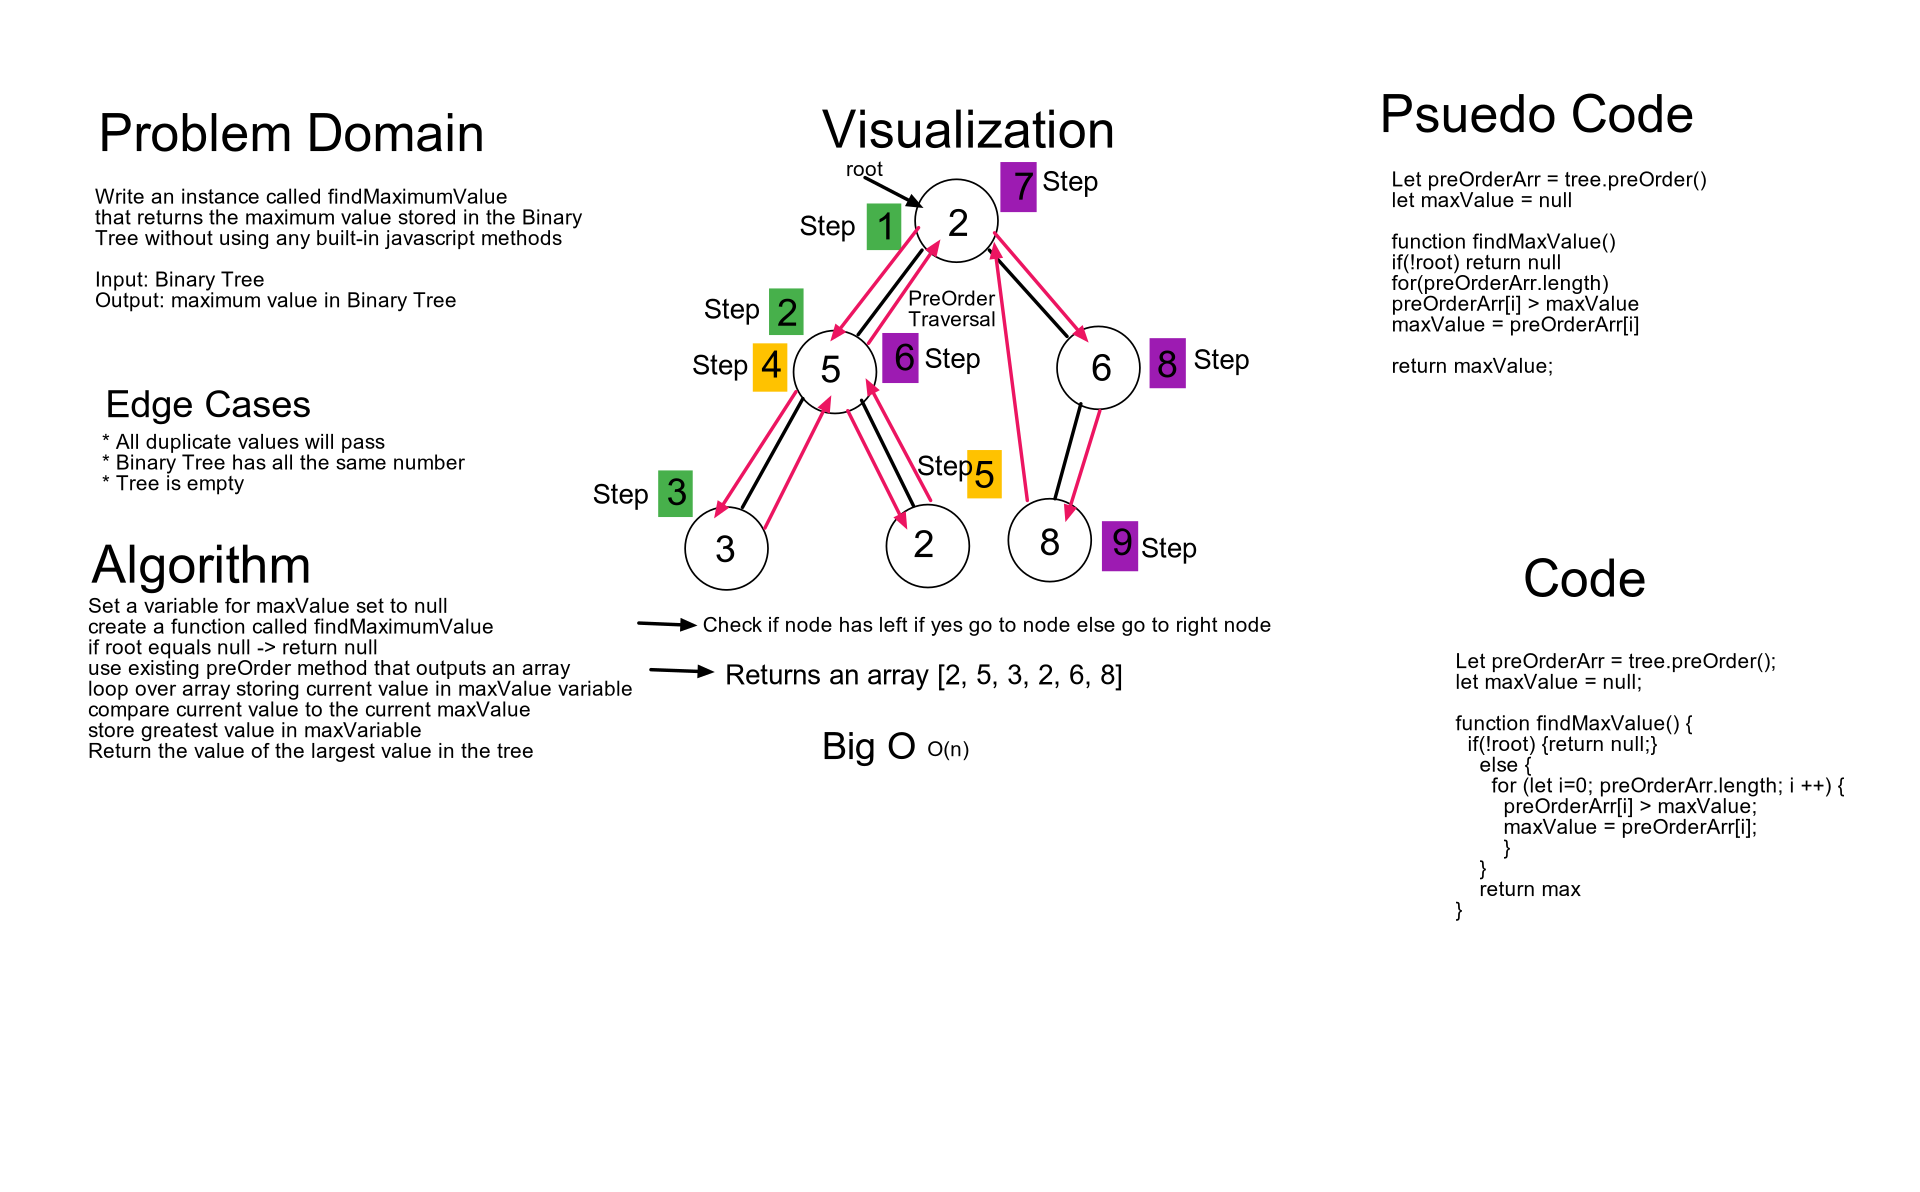 Problem Domain
Write an instance called findMaximumValue
that returns the maximum value stored in the Binary
Tree without using any built-in javascript methods
Input: Binary Tree
Output: maximum value in Binary Tree
Edge Cases
* All duplicate values will pass
* Binary Tree has all the same number
* Tree is empty
Algorithm
Set a variable for maxValue set to null
create a function called findMaximumValue
if root equals null -> return null
use existing preOrder method that outputs an array
loop over array storing current value in maxValue variable
compare current value to the current maxValue
store greatest value in maxVariable
Return the value of the largest value in the tree
Visualization
root
7 Step
Step 1
2
Step 2
PreOrder
Traversal
Step 4
5
6 Step
6
8 Step
Step 5
Step 3
3
2
8
9 Step
Check if node has left if yes go to node else go to right node
Returns an array [2, 5, 3, 2, 6, 8]
Big O O(n)
Psuedo Code
Let preOrderArr = tree.preOrder()
let maxValue = null
function findMaxValue()
if(!root) return null
for(preOrderArr.length)
preOrderArr[i] > maxValue
maxValue = preOrderArr[i]
return maxValue;
Code
Let preOrderArr = tree.preOrder();
let maxValue = null;
function findMaxValue() {
if(!root) {return null;}
else {
for (let i=0; preOrderArr.length; i ++) {
preOrderArr[i] > maxValue;
maxValue = preOrderArr[i];
}
}
return max
}